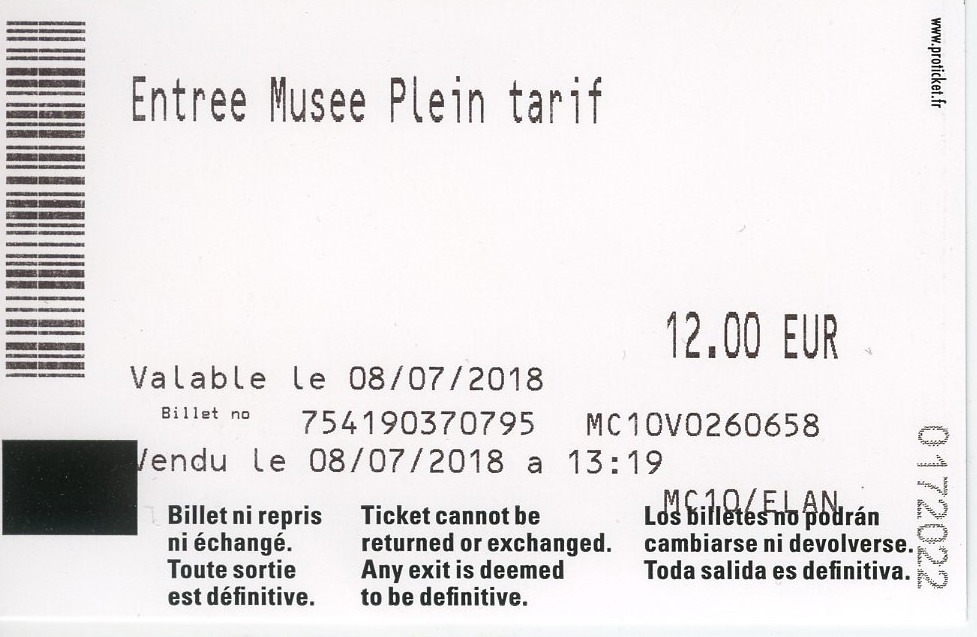 www.proticket.fr
Entree Musee Plein tarif
12.00 EUR
Valable le 08/07/2018
Billet no 754190370795 MC10V0260658
Vendu le 08/07/2018 a 13:19
MC10/ELAN
0172022
Billet ni repris
ni échangé.
Toute sortie
est définitive.
Ticket cannot be
returned or exchanged.
Any exit is deemed
to be definitive.
Los billetes no podrán
cambiarse ni devolverse.
Toda salida es definitiva.